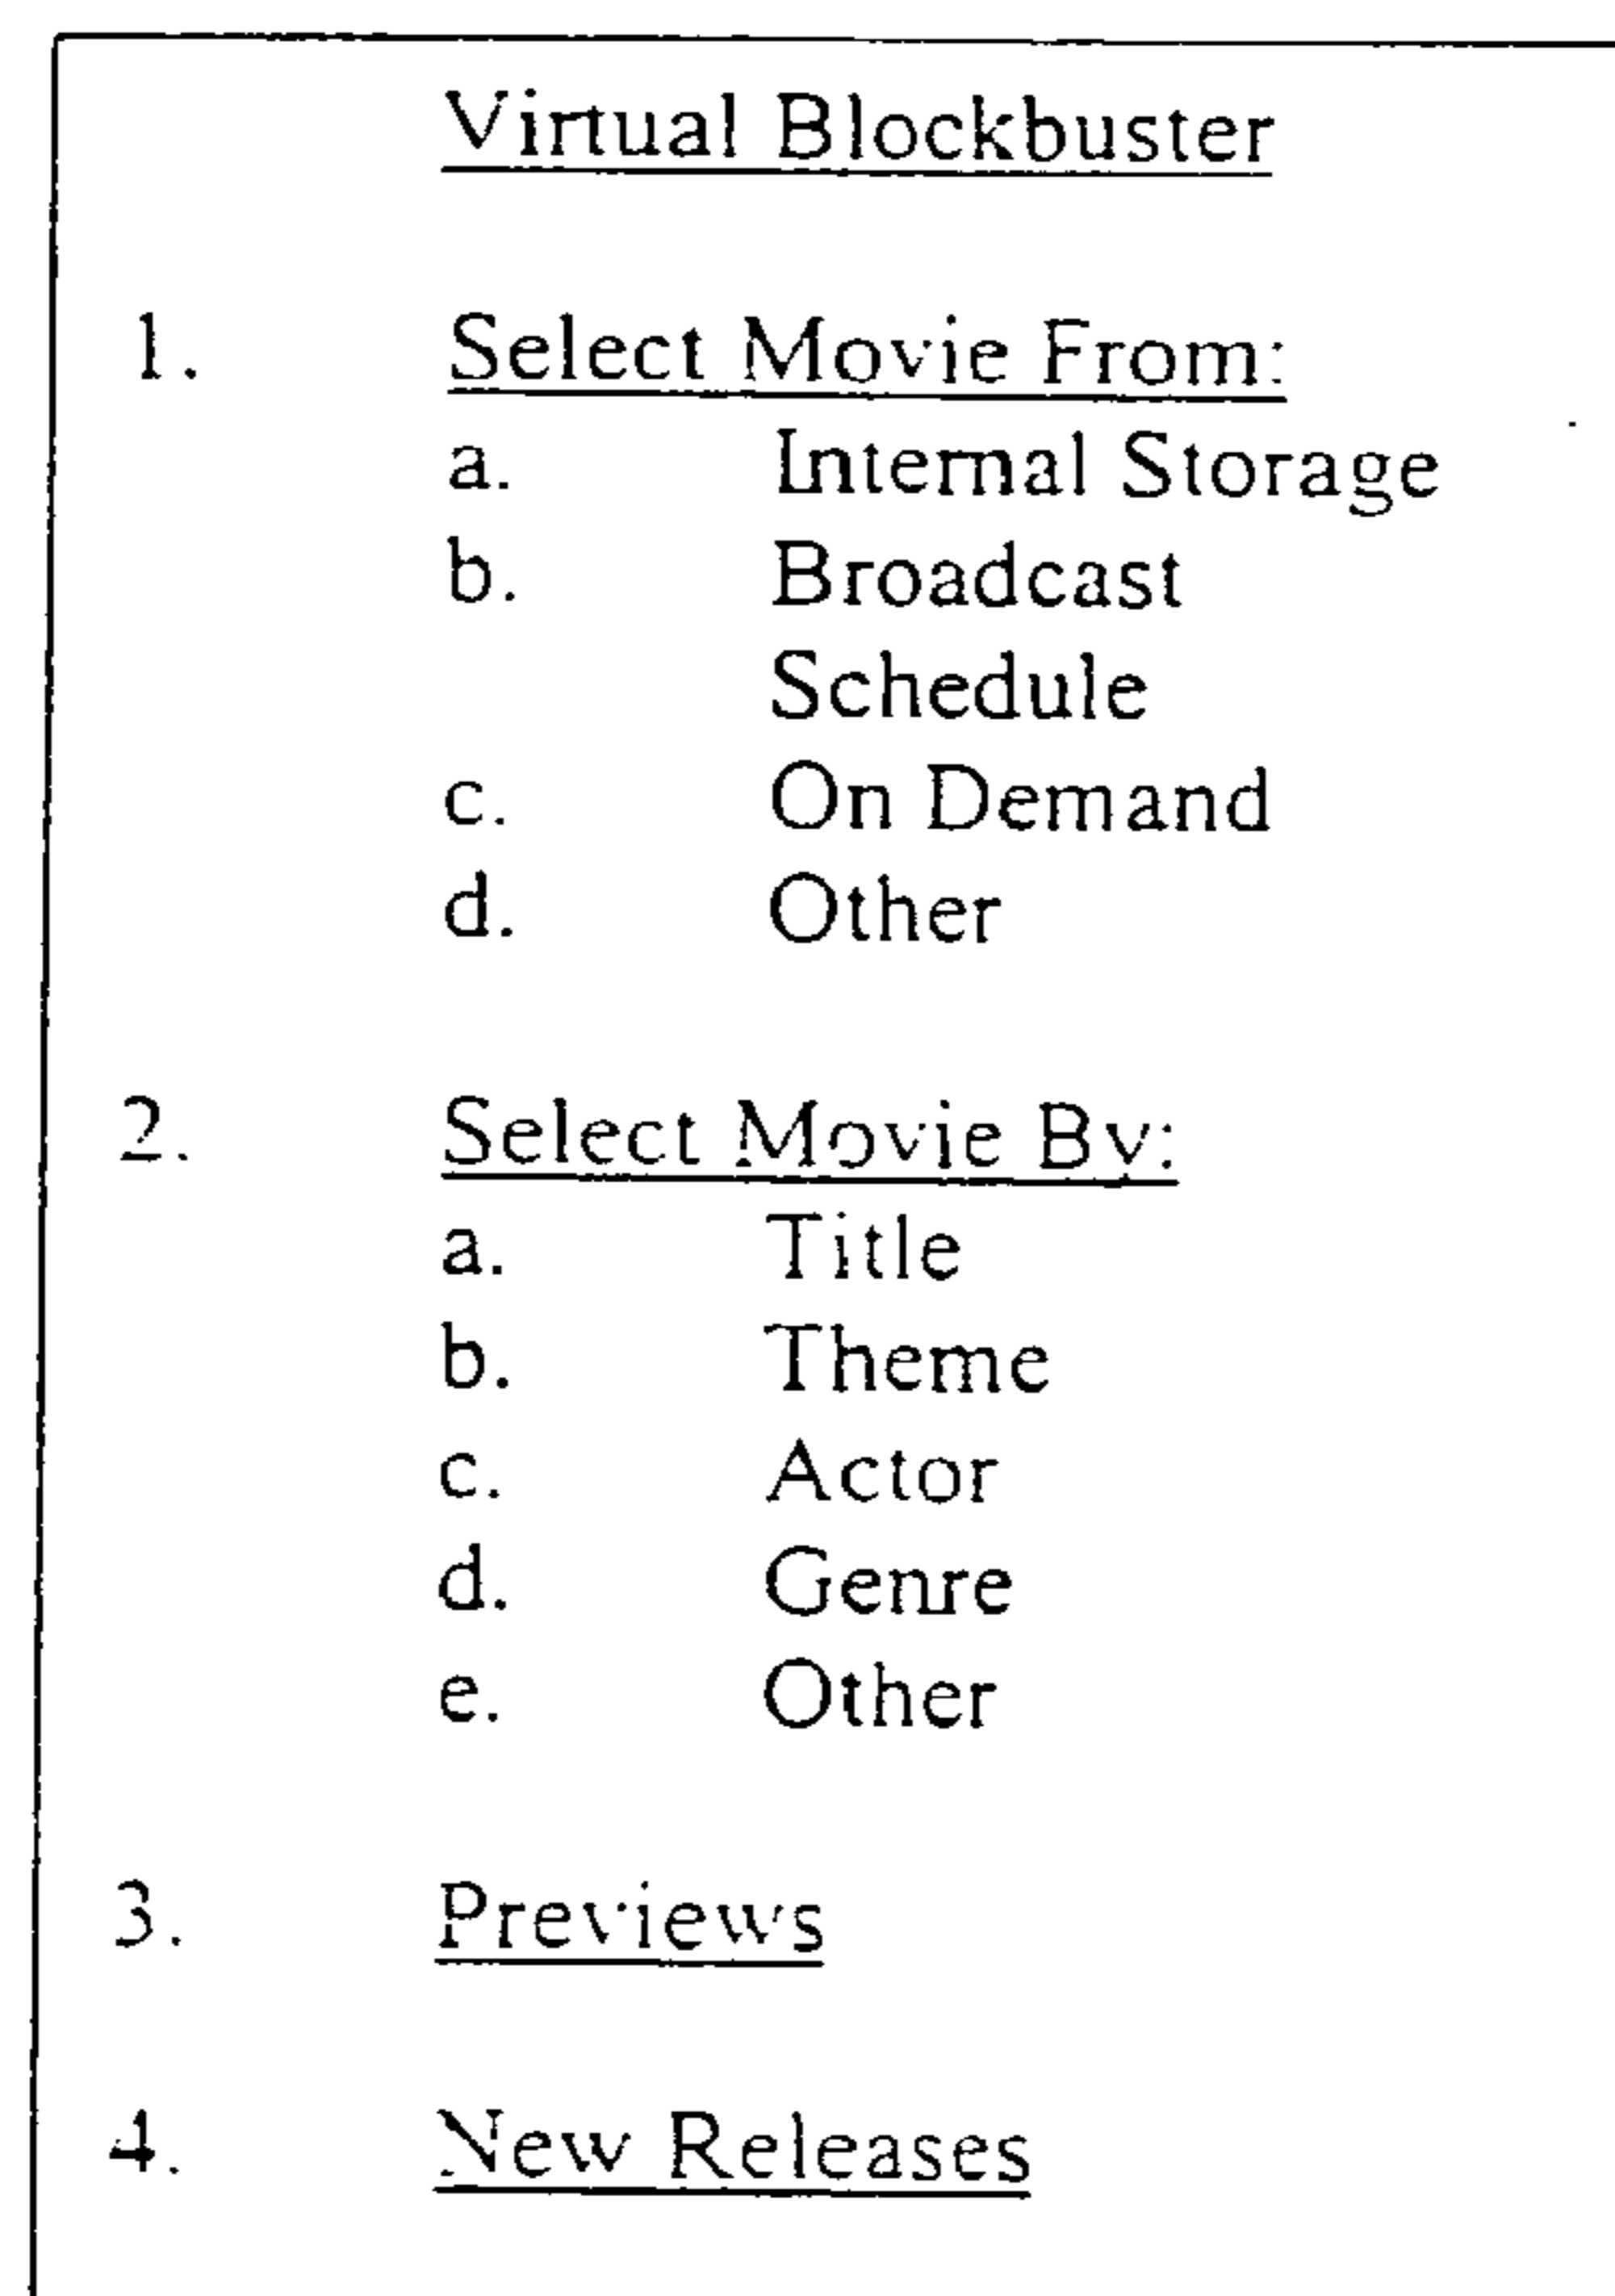 Virtual Blockbuster
1. Select Movie From:
a. Internal Storage
b. Broadcast
Schedule
c. On Demand
d. Other
2. Select Movie By:
a. Title
b. Theme
c. Actor
d. Genre
e. Other
3. Previews
4. New Releases